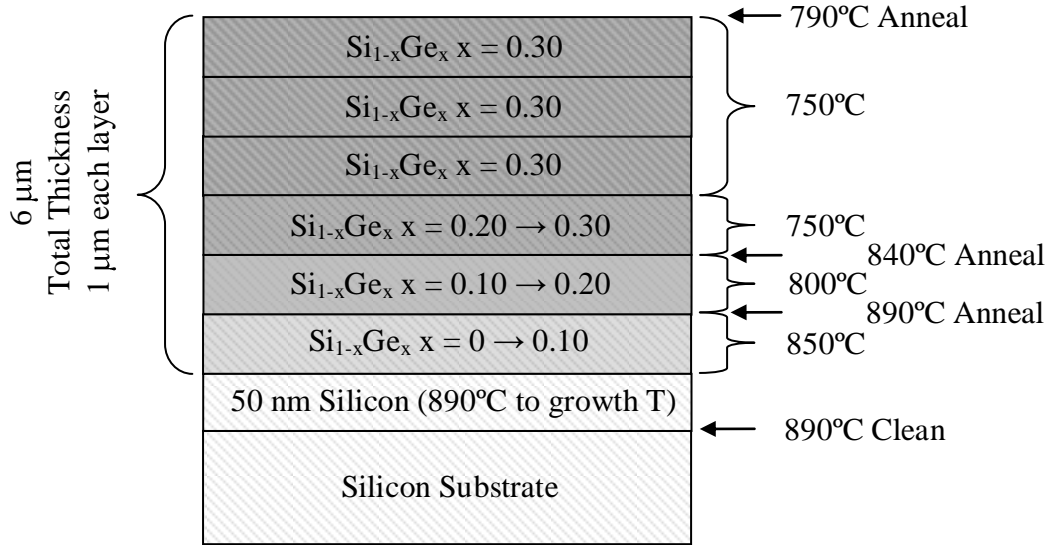 790ºC Anneal
Si₁₋ₓGeₓ x = 0.30
Si₁₋ₓGeₓ x = 0.30
750ºC
Si₁₋ₓGeₓ x = 0.30
6 μm
Total Thickness
1 μm each layer
Si₁₋ₓGeₓ x = 0.20 → 0.30
750ºC
840ºC Anneal
Si₁₋ₓGeₓ x = 0.10 → 0.20
800ºC
890ºC Anneal
Si₁₋ₓGeₓ x = 0 → 0.10
850ºC
50 nm Silicon (890ºC to growth T)
890ºC Clean
Silicon Substrate